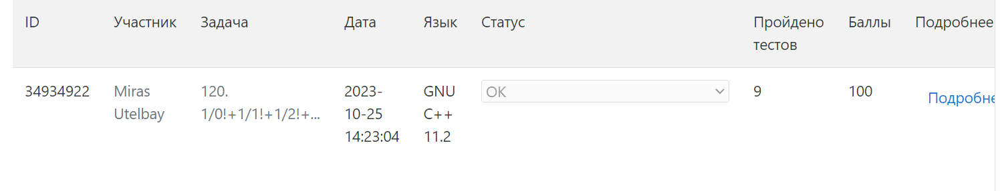 ID Участник Задача Дата Язык Статус Пройдено тестов Баллы Подробнее
34934922 Miras Utelbay 120. 1/0!+1/1!+1/2!+... 2023-10-25 14:23:04 GNU C++ 11.2 OK 9 100 Подробне